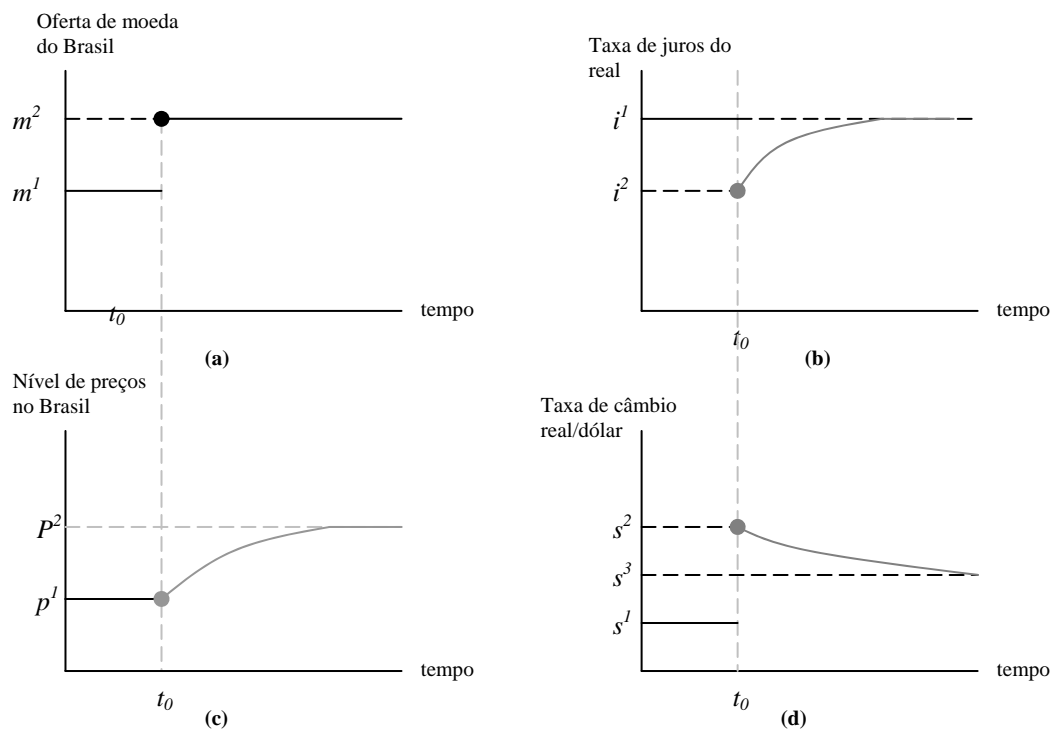 Oferta de moeda
do Brasil
m²
m¹
t₀
tempo
(a)
Taxa de juros do
real
i¹
i²
tempo
t₀
(b)
Nível de preços
no Brasil
P²
p¹
tempo
t₀
(c)
Taxa de câmbio
real/dólar
s²
s³
s¹
tempo
t₀
(d)